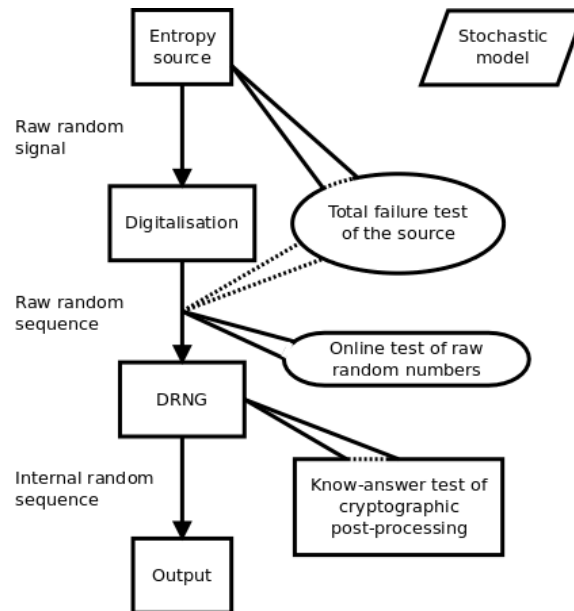 Entropy
source
Stochastic
model
Raw random
signal
Digitalisation
Total failure test
of the source
Raw random
sequence
Online test of raw
random numbers
DRNG
Internal random
sequence
Know-answer test of
cryptographic
post-processing
Output